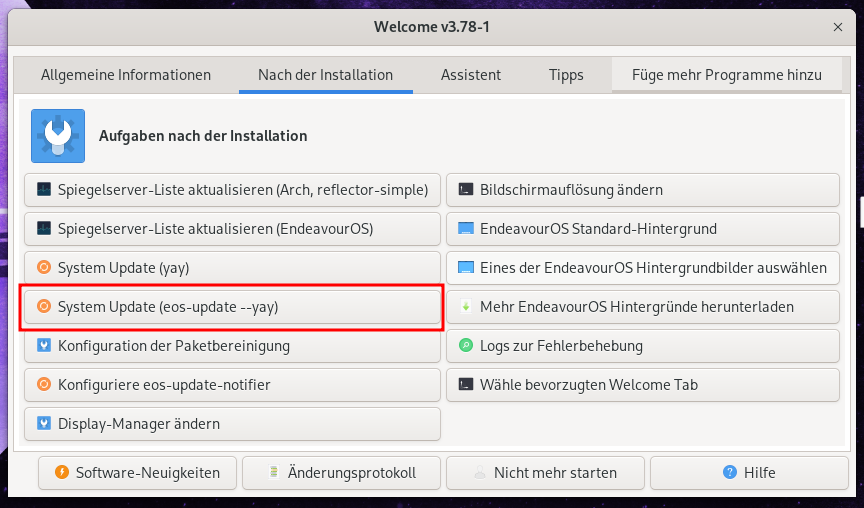 Welcome v3.78-1
Allgemeine Informationen
Nach der Installation
Assistent
Tipps
Füge mehr Programme hinzu
Aufgaben nach der Installation
Spiegelserver-Liste aktualisieren (Arch, reflector-simple)
Bildschirmauflösung ändern
Spiegelserver-Liste aktualisieren (EndeavourOS)
EndeavourOS Standard-Hintergrund
System Update (yay)
Eines der EndeavourOS Hintergrundbilder auswählen
System Update (eos-update --yay)
Mehr EndeavourOS Hintergründe herunterladen
Konfiguration der Paketbereinigung
Logs zur Fehlerbehebung
Konfiguriere eos-update-notifier
Wähle bevorzugten Welcome Tab
Display-Manager ändern
Software-Neuigkeiten
Änderungsprotokoll
Nicht mehr starten
Hilfe